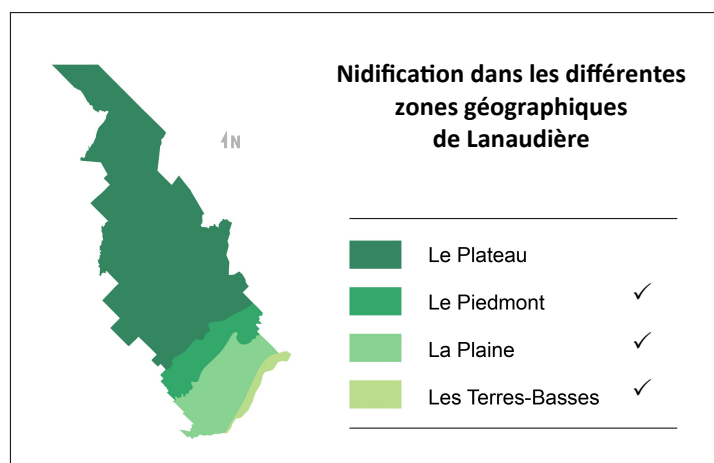 Nidification dans les différentes
zones géographiques
de Lanaudière
N
Le Plateau
Le Piedmont ✓
La Plaine ✓
Les Terres-Basses ✓